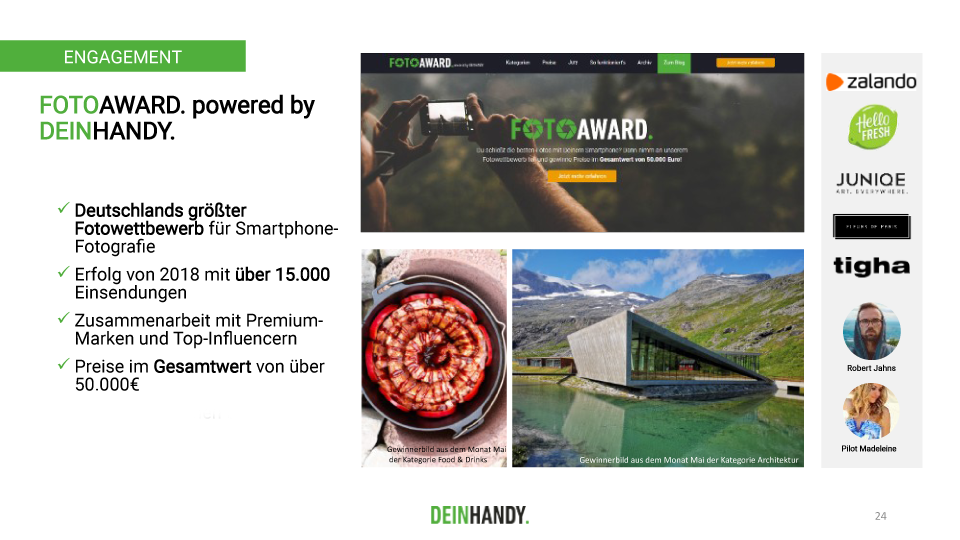 ENGAGEMENT
FOTOAWARD. powered by
DEINHANDY.
Deutschlands größter
Fotowettbewerb für Smartphone-
Fotografie
Erfolg von 2018 mit über 15.000
Einsendungen
Zusammenarbeit mit Premium-
Marken und Top-Influencern
Preise im Gesamtwert von über
50.000€
FOTOAWARD.
Kategorien Preise Jury So funktioniert's Archiv Zum Blog Jetzt mehr erfahren
FOTOAWARD.
Du schießt die besten Fotos mit Deinem Smartphone? Dann nimm an unserem
Fotowettbewerb teil und gewinne Preise im Gesamtwert von 50.000 Euro!
Jetzt mehr erfahren
Gewinnerbild aus dem Monat Mai
der Kategorie Food & Drinks
Gewinnerbild aus dem Monat Mai der Kategorie Architektur
zalando
Hello
FRESH
JUNIQE
ART. EVERYWHERE.
tigha
Robert Jahns
Pilot Madeleine
DEINHANDY.
24